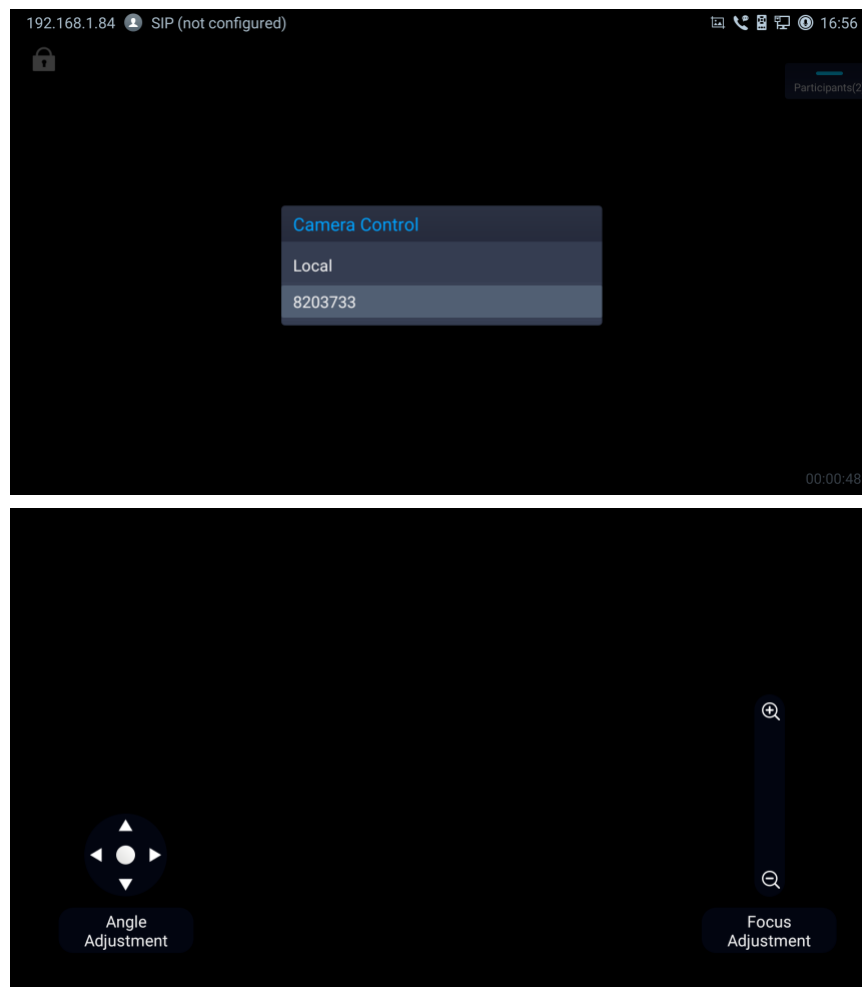 192.168.1.84 SIP (not configured) 16:56
Participants(2
Camera Control
Local
8203733
00:00:48
Angle
Adjustment
Focus
Adjustment